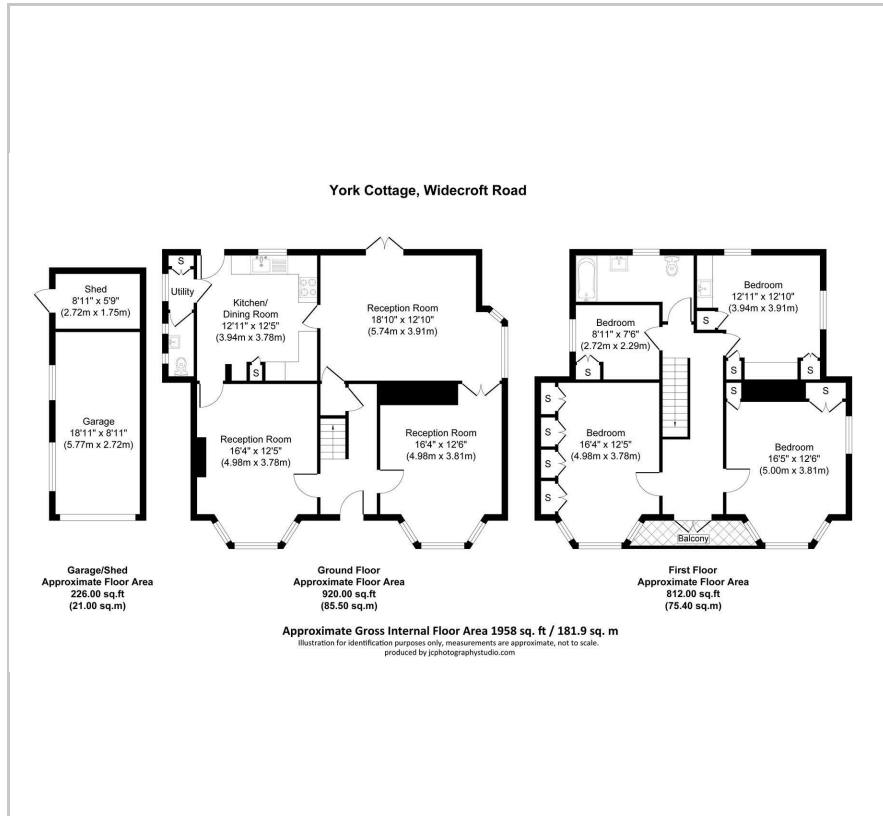 York Cottage, Widecroft Road
Shed
8'11" x 5'9"
(2.72m x 1.75m)
Garage
18'11" x 8'11"
(5.77m x 2.72m)
Garage/Shed
Approximate Floor Area
226.00 sq.ft
(21.00 sq.m)
S
Utility
Kitchen/
Dining Room
12'11" x 12'5"
(3.94m x 3.78m)
S
Reception Room
18'10" x 12'10"
(5.74m x 3.91m)
Reception Room
16'4" x 12'5"
(4.98m x 3.78m)
Reception Room
16'4" x 12'6"
(4.98m x 3.81m)
Ground Floor
Approximate Floor Area
920.00 sq.ft
(85.50 sq.m)
Bedroom
12'11" x 12'10"
(3.94m x 3.91m)
S
Bedroom
8'11" x 7'6"
(2.72m x 2.29m)
S
S
S
S
S
S
S
Bedroom
16'4" x 12'5"
(4.98m x 3.78m)
S
S
Bedroom
16'5" x 12'6"
(5.00m x 3.81m)
Balcony
First Floor
Approximate Floor Area
812.00 sq.ft
(75.40 sq.m)
Approximate Gross Internal Floor Area 1958 sq. ft / 181.9 sq. m
Illustration for identification purposes only, measurements are approximate, not to scale.
produced by jcphotographystudio.com